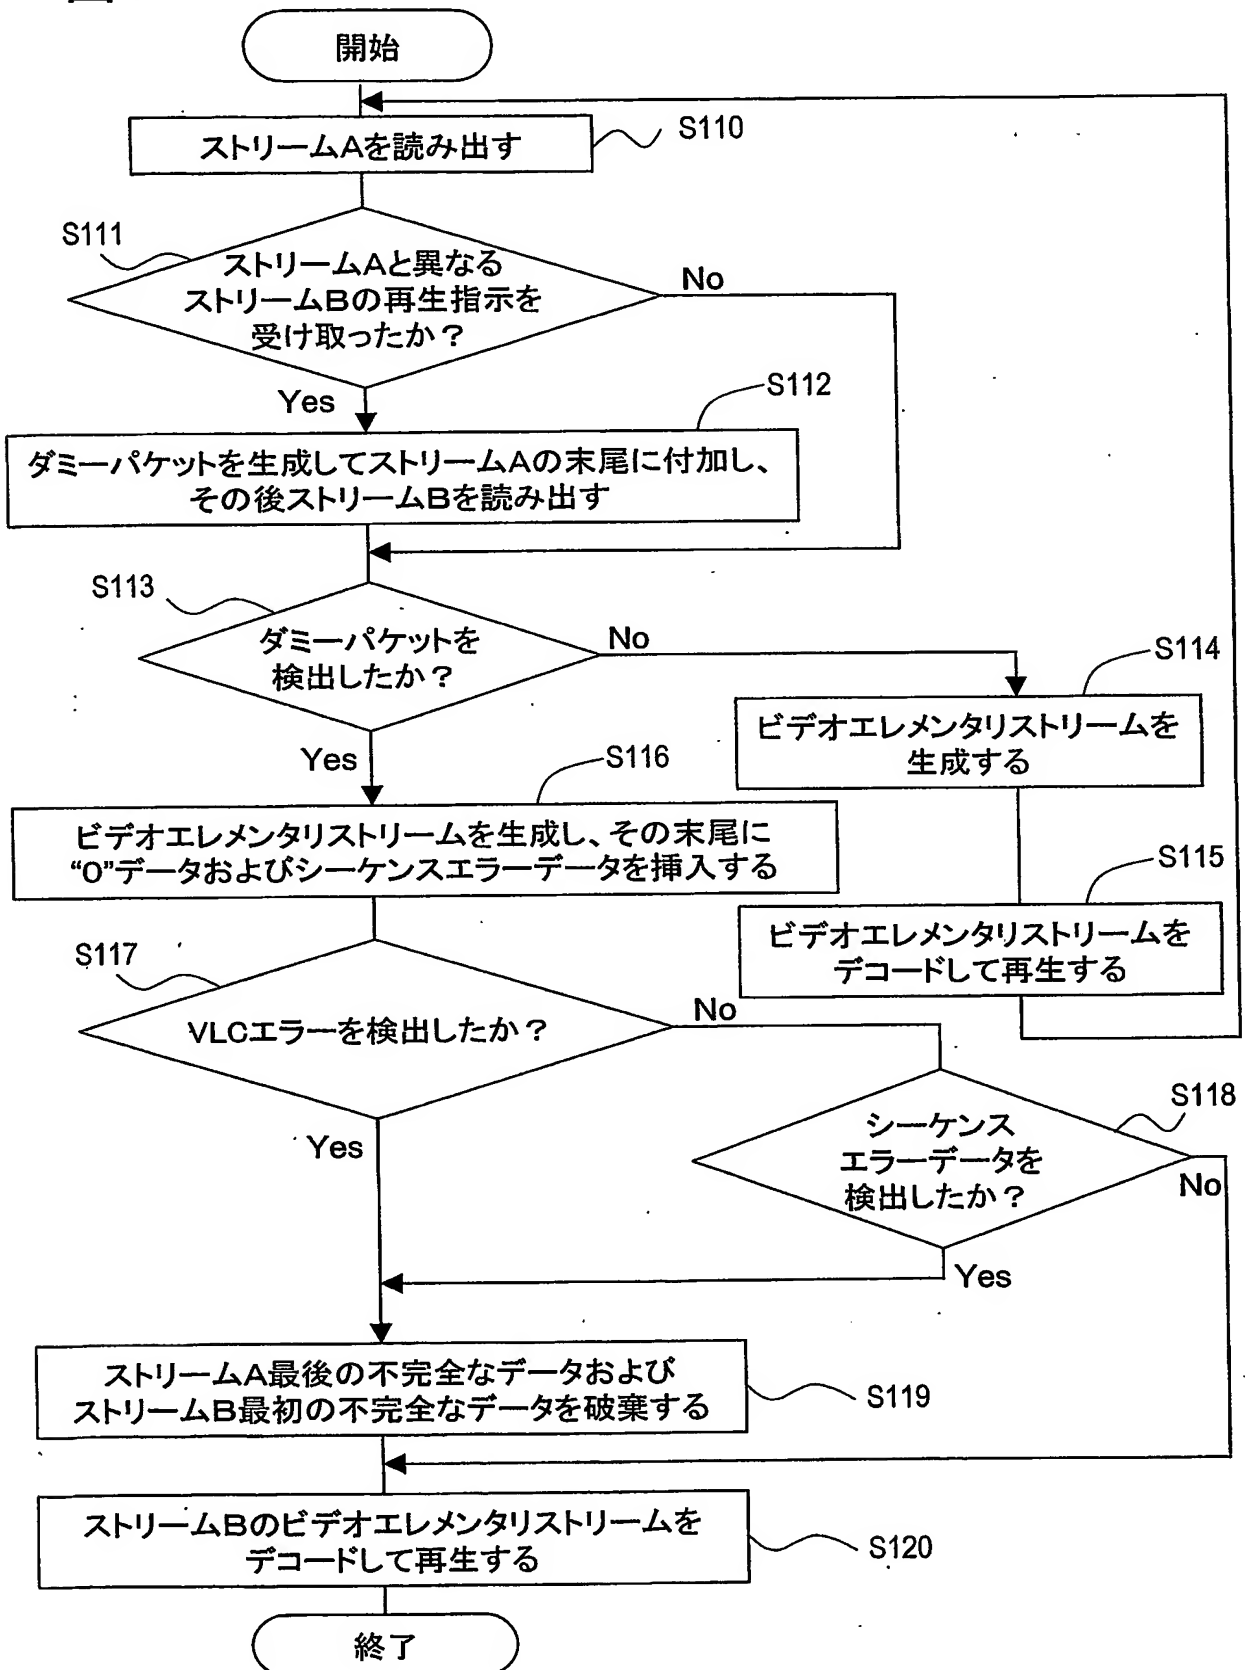 図
開始
ストリームAを読み出す
S110
S111
ストリームAと異なる
ストリームBの再生指示を
受け取ったか？
No
Yes
S112
ダミーパケットを生成してストリームAの末尾に付加し、
その後ストリームBを読み出す
S113
ダミーパケットを
検出したか？
No
S114
ビデオエレメンタリストリームを
生成する
Yes
S116
ビデオエレメンタリストリームを生成し、その末尾に
“0”データおよびシーケンスエラーデータを挿入する
S115
ビデオエレメンタリストリームを
デコードして再生する
S117
VLCエラーを検出したか？
No
S118
シーケンス
エラーデータを
検出したか？
No
Yes
Yes
ストリームA最後の不完全なデータおよび
ストリームB最初の不完全なデータを破棄する
S119
ストリームBのビデオエレメンタリストリームを
デコードして再生する
S120
終了